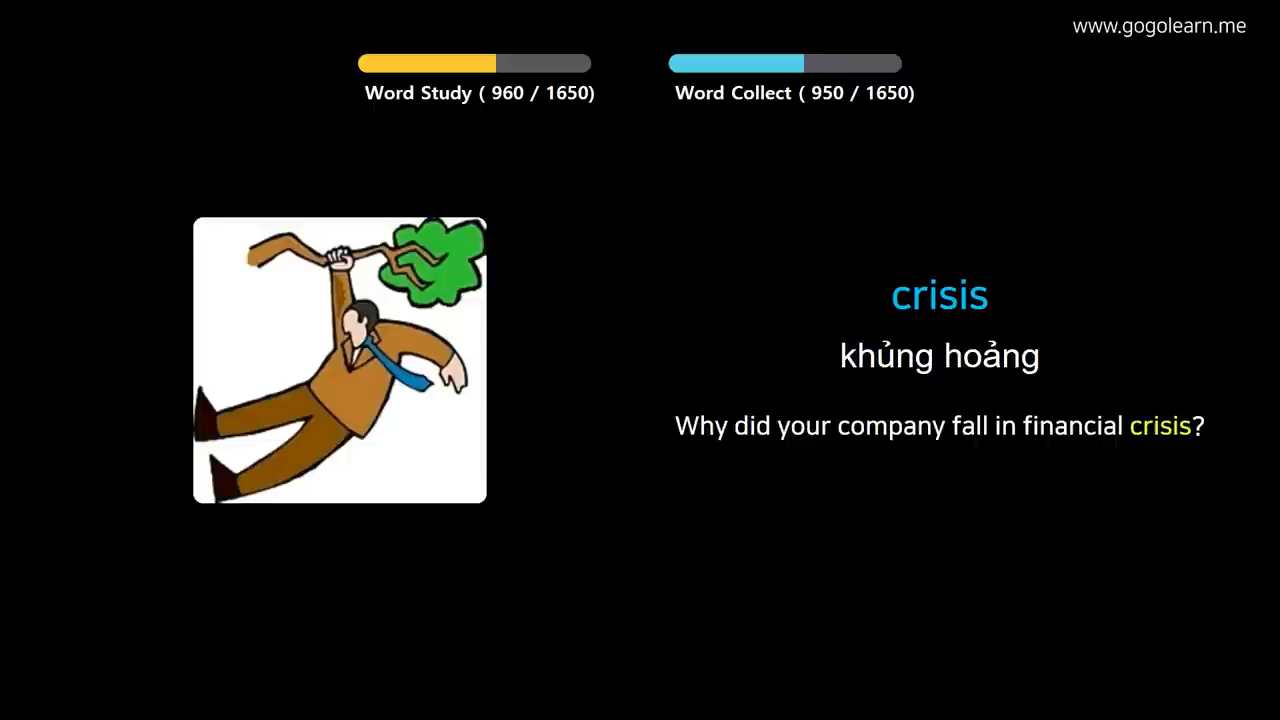 www.gogolearn.me
Word Study ( 960 / 1650)
Word Collect ( 950 / 1650)
crisis
khủng hoảng
Why did your company fall in financial crisis?